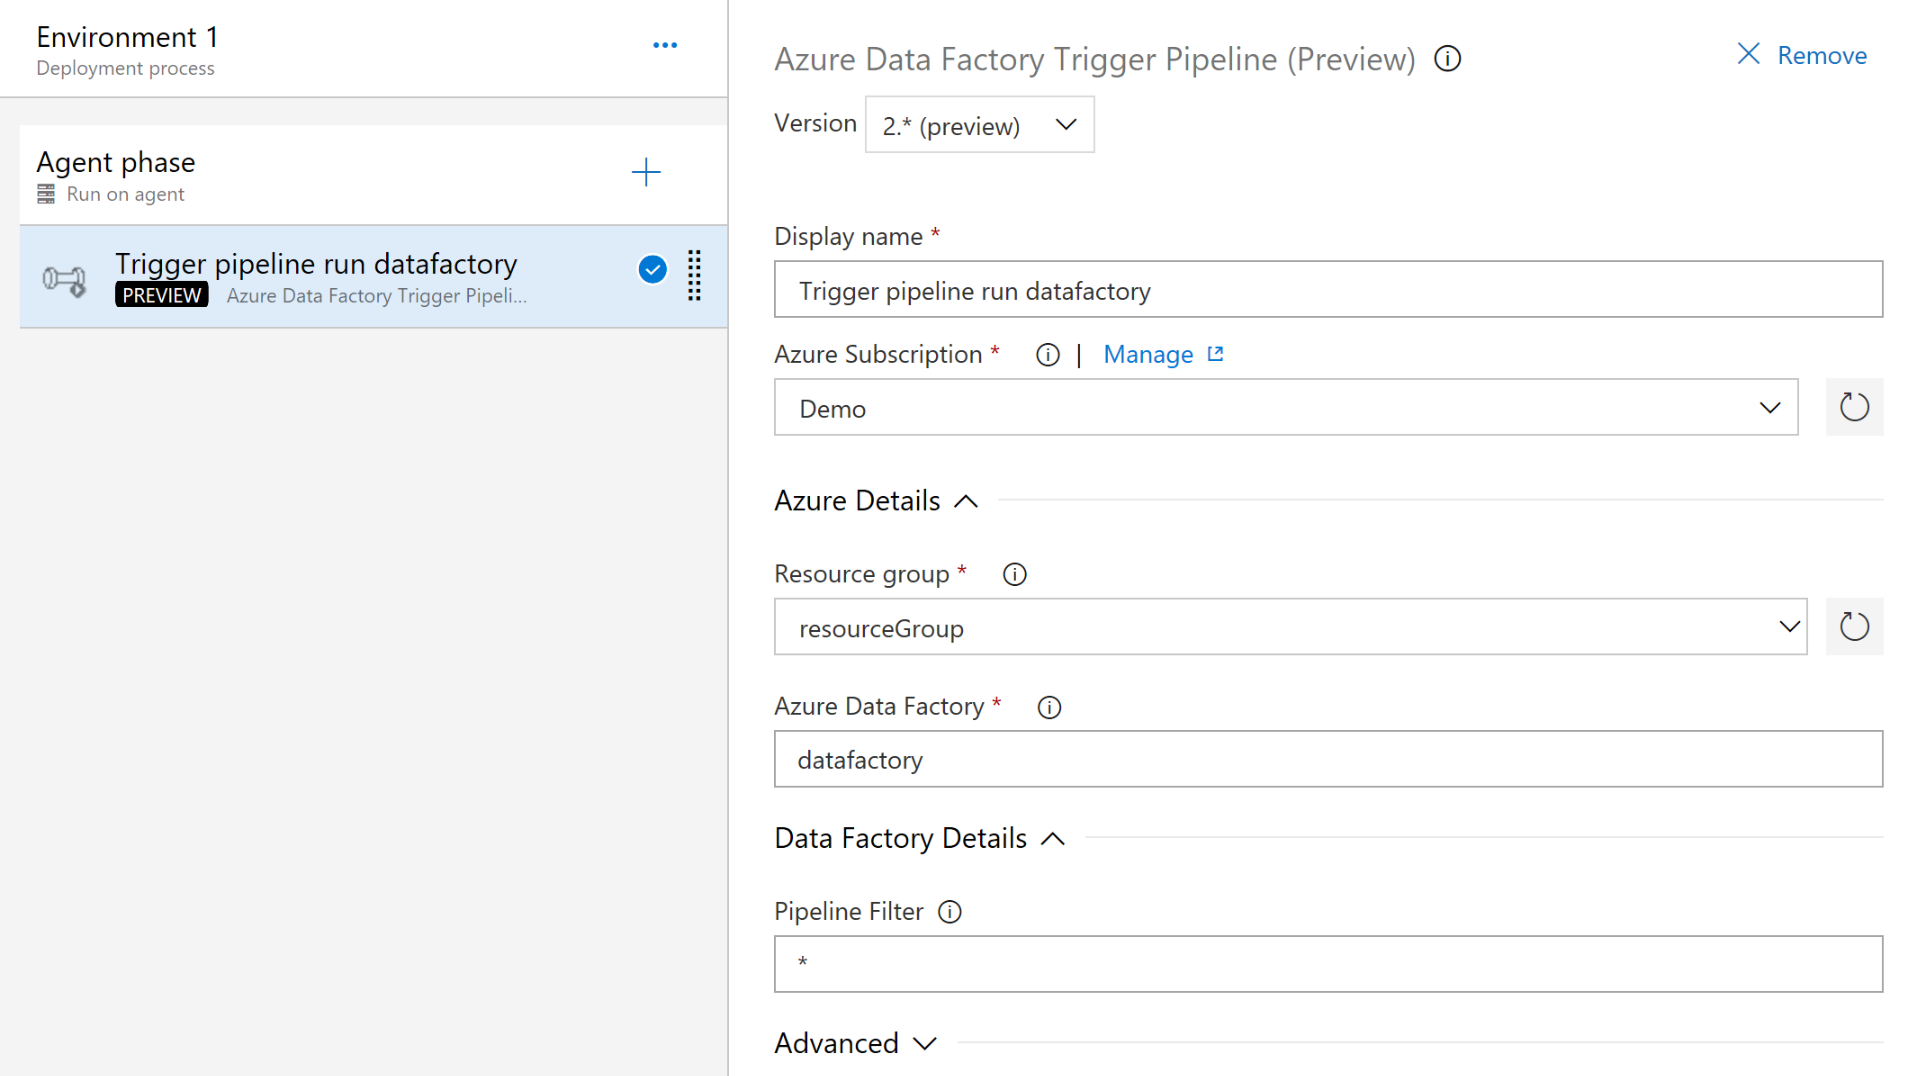 Environment 1
Deployment process
Agent phase
Run on agent
Trigger pipeline run datafactory
PREVIEW Azure Data Factory Trigger Pipeli...
Azure Data Factory Trigger Pipeline (Preview)
Remove
Version 2.* (preview)
Display name *
Trigger pipeline run datafactory
Azure Subscription * | Manage
Demo
Azure Details
Resource group *
resourceGroup
Azure Data Factory *
datafactory
Data Factory Details
Pipeline Filter
*
Advanced